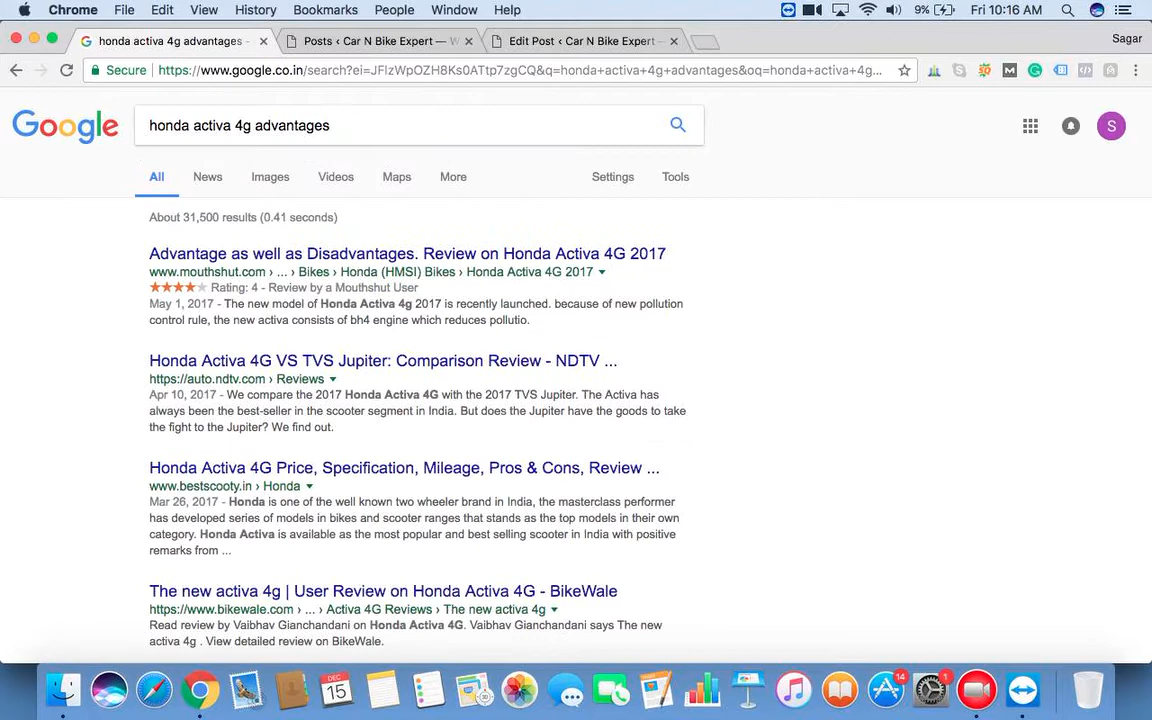 Chrome File Edit View History Bookmarks People Window Help 9% Fri 10:16 AM
honda activa 4g advantages - Posts ‹ Car N Bike Expert — W Edit Post ‹ Car N Bike Expert — Sagar
Secure https://www.google.co.in/search?ei=JFIzWpOZH8Ks0ATtp7zgCQ&q=honda+activa+4g+advantages&oq=honda+activa+4g...
Google honda activa 4g advantages S
All News Images Videos Maps More Settings Tools
About 31,500 results (0.41 seconds)
Advantage as well as Disadvantages. Review on Honda Activa 4G 2017
www.mouthshut.com › ... › Bikes › Honda (HMSI) Bikes › Honda Activa 4G 2017
Rating: 4 - Review by a Mouthshut User
May 1, 2017 - The new model of Honda Activa 4g 2017 is recently launched. because of new pollution
control rule, the new activa consists of bh4 engine which reduces pollutio.
Honda Activa 4G VS TVS Jupiter: Comparison Review - NDTV ...
https://auto.ndtv.com › Reviews
Apr 10, 2017 - We compare the 2017 Honda Activa 4G with the 2017 TVS Jupiter. The Activa has
always been the best-seller in the scooter segment in India. But does the Jupiter have the goods to take
the fight to the Jupiter? We find out.
Honda Activa 4G Price, Specification, Mileage, Pros & Cons, Review ...
www.bestscooty.in › Honda
Mar 26, 2017 - Honda is one of the well known two wheeler brand in India, the masterclass performer
has developed series of models in bikes and scooter ranges that stands as the top models in their own
category. Honda Activa is available as the most popular and best selling scooter in India with positive
remarks from ...
The new activa 4g | User Review on Honda Activa 4G - BikeWale
https://www.bikewale.com › ... › Activa 4G Reviews › The new activa 4g
Read review by Vaibhav Gianchandani on Honda Activa 4G. Vaibhav Gianchandani says The new
activa 4g . View detailed review on BikeWale.
DEC 15 14 1